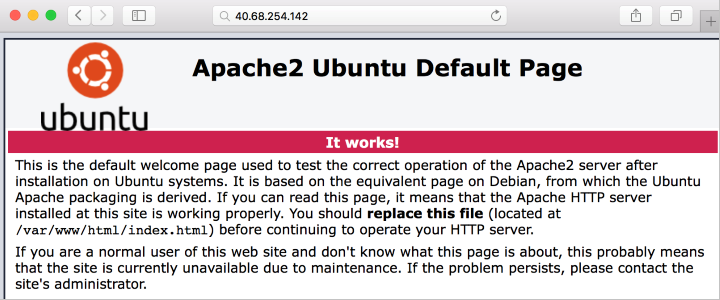 40.68.254.142
Apache2 Ubuntu Default Page
ubuntu
It works!
This is the default welcome page used to test the correct operation of the Apache2 server after
installation on Ubuntu systems. It is based on the equivalent page on Debian, from which the Ubuntu
Apache packaging is derived. If you can read this page, it means that the Apache HTTP server
installed at this site is working properly. You should replace this file (located at
/var/www/html/index.html) before continuing to operate your HTTP server.
If you are a normal user of this web site and don't know what this page is about, this probably means
that the site is currently unavailable due to maintenance. If the problem persists, please contact the
site's administrator.